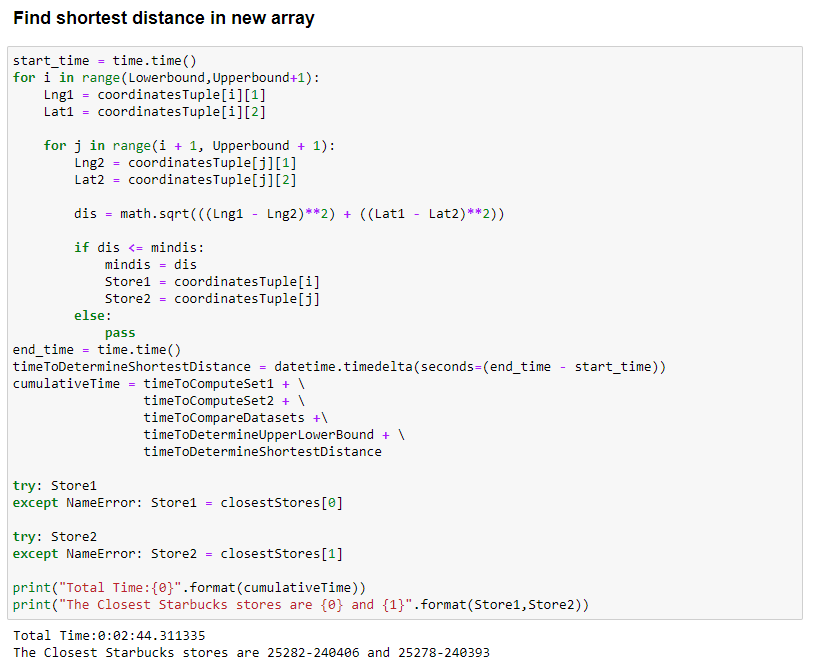 Find shortest distance in new array
start_time = time.time()
for i in range(Lowerbound,Upperbound+1):
    Lng1 = coordinatesTuple[i][1]
    Lat1 = coordinatesTuple[i][2]

    for j in range(i + 1, Upperbound + 1):
        Lng2 = coordinatesTuple[j][1]
        Lat2 = coordinatesTuple[j][2]

        dis = math.sqrt(((Lng1 - Lng2)**2) + ((Lat1 - Lat2)**2))

        if dis <= mindis:
            mindis = dis
            Store1 = coordinatesTuple[i]
            Store2 = coordinatesTuple[j]
        else:
            pass
end_time = time.time()
timeToDetermineShortestDistance = datetime.timedelta(seconds=(end_time - start_time))
cumulativeTime = timeToComputeSet1 + \
                 timeToComputeSet2 + \
                 timeToCompareDatasets +\
                 timeToDetermineUpperLowerBound + \
                 timeToDetermineShortestDistance

try: Store1
except NameError: Store1 = closestStores[0]

try: Store2
except NameError: Store2 = closestStores[1]

print("Total Time:{0}".format(cumulativeTime))
print("The Closest Starbucks stores are {0} and {1}".format(Store1,Store2))
Total Time:0:02:44.311335
The Closest Starbucks stores are 25282-240406 and 25278-240393